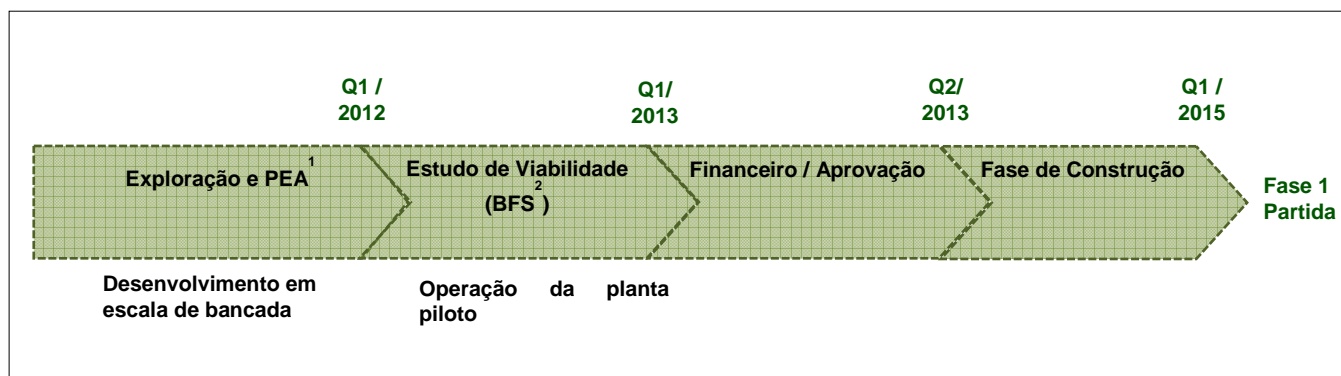 Q1 /
2012
Q1/
2013
Q2/
2013
Q1 /
2015
Exploração e PEA1
Estudo de Viabilidade
(BFS2)
Financeiro / Aprovação
Fase de Construção
Fase 1
Partida
Desenvolvimento em
escala de bancada
Operação da planta
piloto